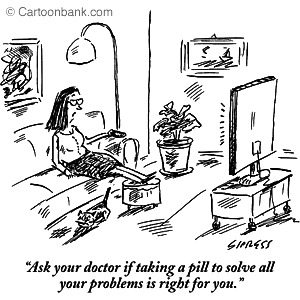 © Cartoonbank.com
SIPRESS
“Ask your doctor if taking a pill to solve all
your problems is right for you.”